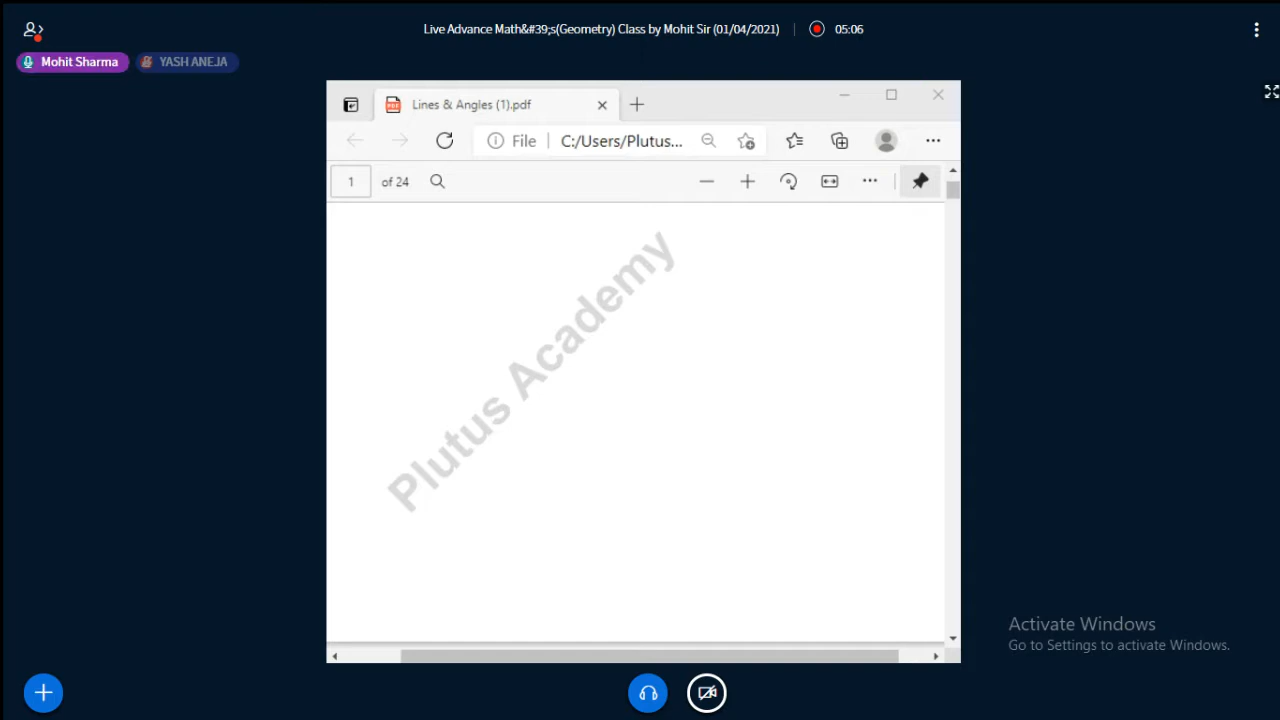 Live Advance Math&#39;s(Geometry) Class by Mohit Sir (01/04/2021)
05:06
Mohit Sharma
YASH ANEJA
Lines & Angles (1).pdf
File
C:/Users/Plutus...
1 of 24
Plutus Academy
Activate Windows
Go to Settings to activate Windows.